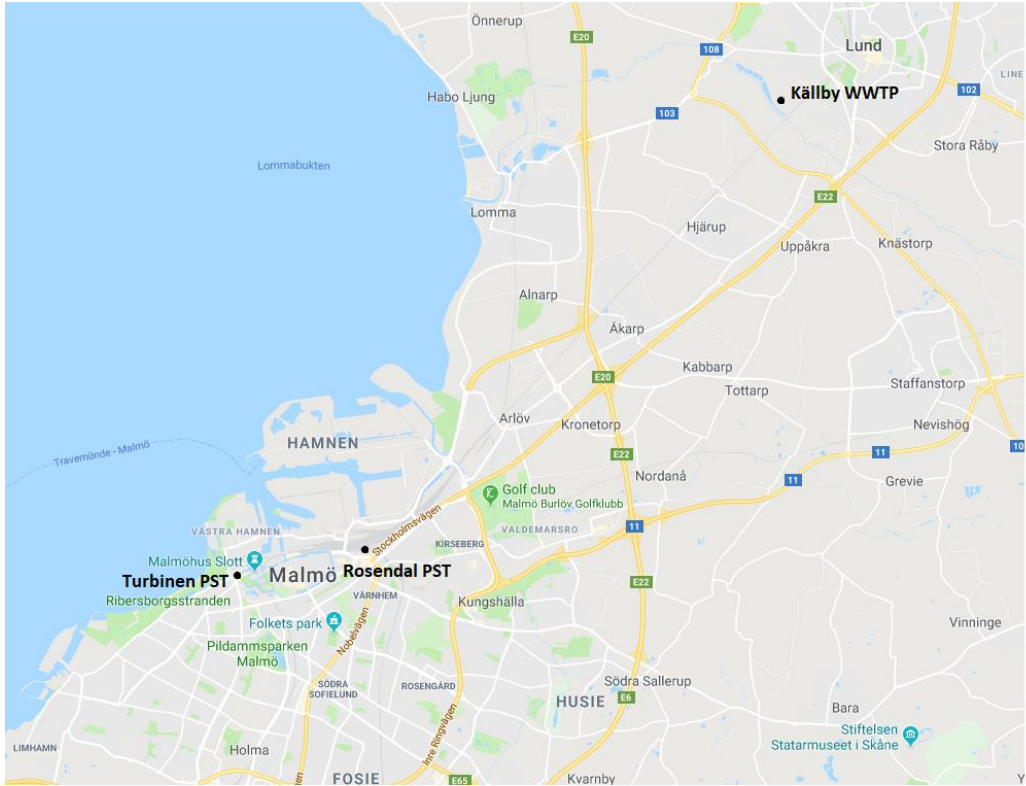 Önnerup
E20
108
Lund
LINE
Källby WWTP
Habo Ljung
103
102
Stora Råby
Lommabukten
E22
Lomma
Hjärup
Uppåkra
Knästorp
Alnarp
Åkarp
Kabbarp
E20
Tottarp
Staffanstorp
Arlöv
Kronetorp
Nevishög
HAMNEN
10
Travemünde - Malmö
E22
11
Nordanå
11
Grevie
Golf club
Malmö Burlöv Golfklubb
Stockholmsvägen
VÄSTRA HAMNEN
VALDEMARSRO
11
KIRSEBERG
Malmöhus Slott
Rosendal PST
Turbinen PST
Malmö
E22
Ribersborgsstranden
VÄRNHEM
Kungshälla
Folkets park
Vinninge
Nobelvägen
Pildammsparken
Malmö
SÖDRA
SOFIELUND
ROSENGÅRD
Södra Sallerup
HUSIE
E6
Bara
Inre Ringvägen
Stiftelsen
Statarmuseet i Skåne
LIMHAMN
Holma
FOSIE
E65
Kvarnby